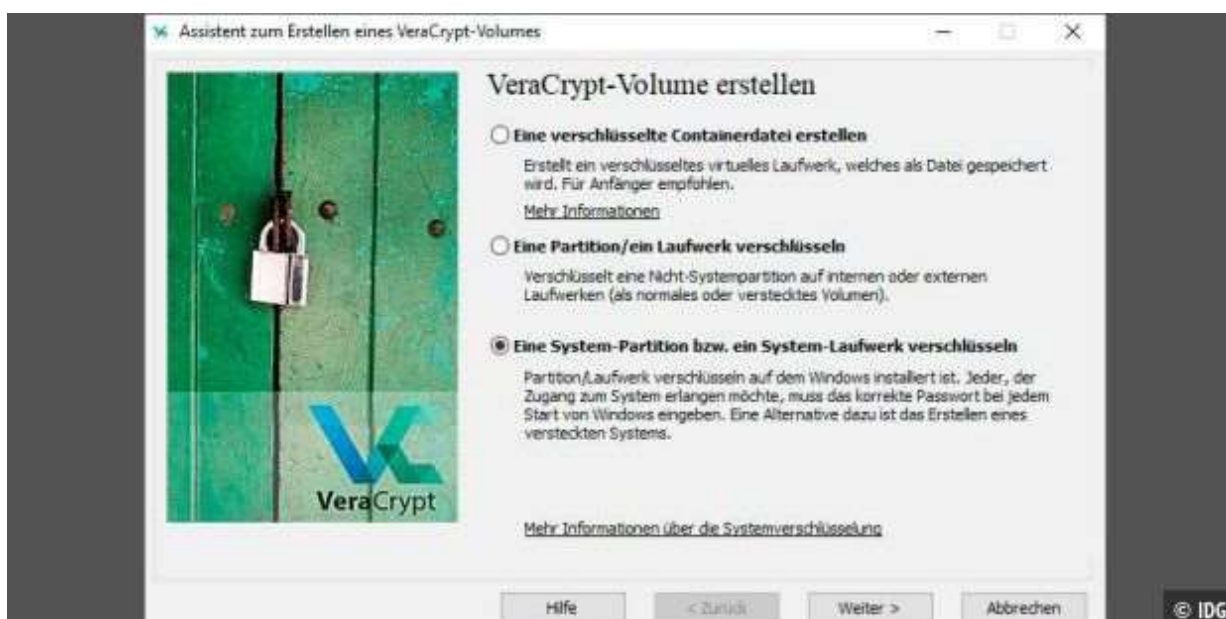 Assistent zum Erstellen eines VeraCrypt-Volumes
VeraCrypt-Volume erstellen
Eine verschlüsselte Containerdatei erstellen
Erstellt ein verschlüsseltes virtuelles Laufwerk, welches als Datei gespeichert
wird. Für Anfänger empfohlen.
Mehr Informationen
Eine Partition/ein Laufwerk verschlüsseln
Verschlüsselt eine Nicht-Systempartition auf internen oder externen
Laufwerken (als normales oder verstecktes Volumen).
Eine System-Partition bzw. ein System-Laufwerk verschlüsseln
Partition/Laufwerk verschlüsseln auf dem Windows installiert ist. Jeder, der
Zugang zum System erlangen möchte, muss das korrekte Passwort bei jedem
Start von Windows eingeben. Eine Alternative dazu ist das Erstellen eines
versteckten Systems.
VeraCrypt
Mehr Informationen über die Systemverschlüsselung
Hilfe
< Zurück
Weiter >
Abbrechen
© IDG